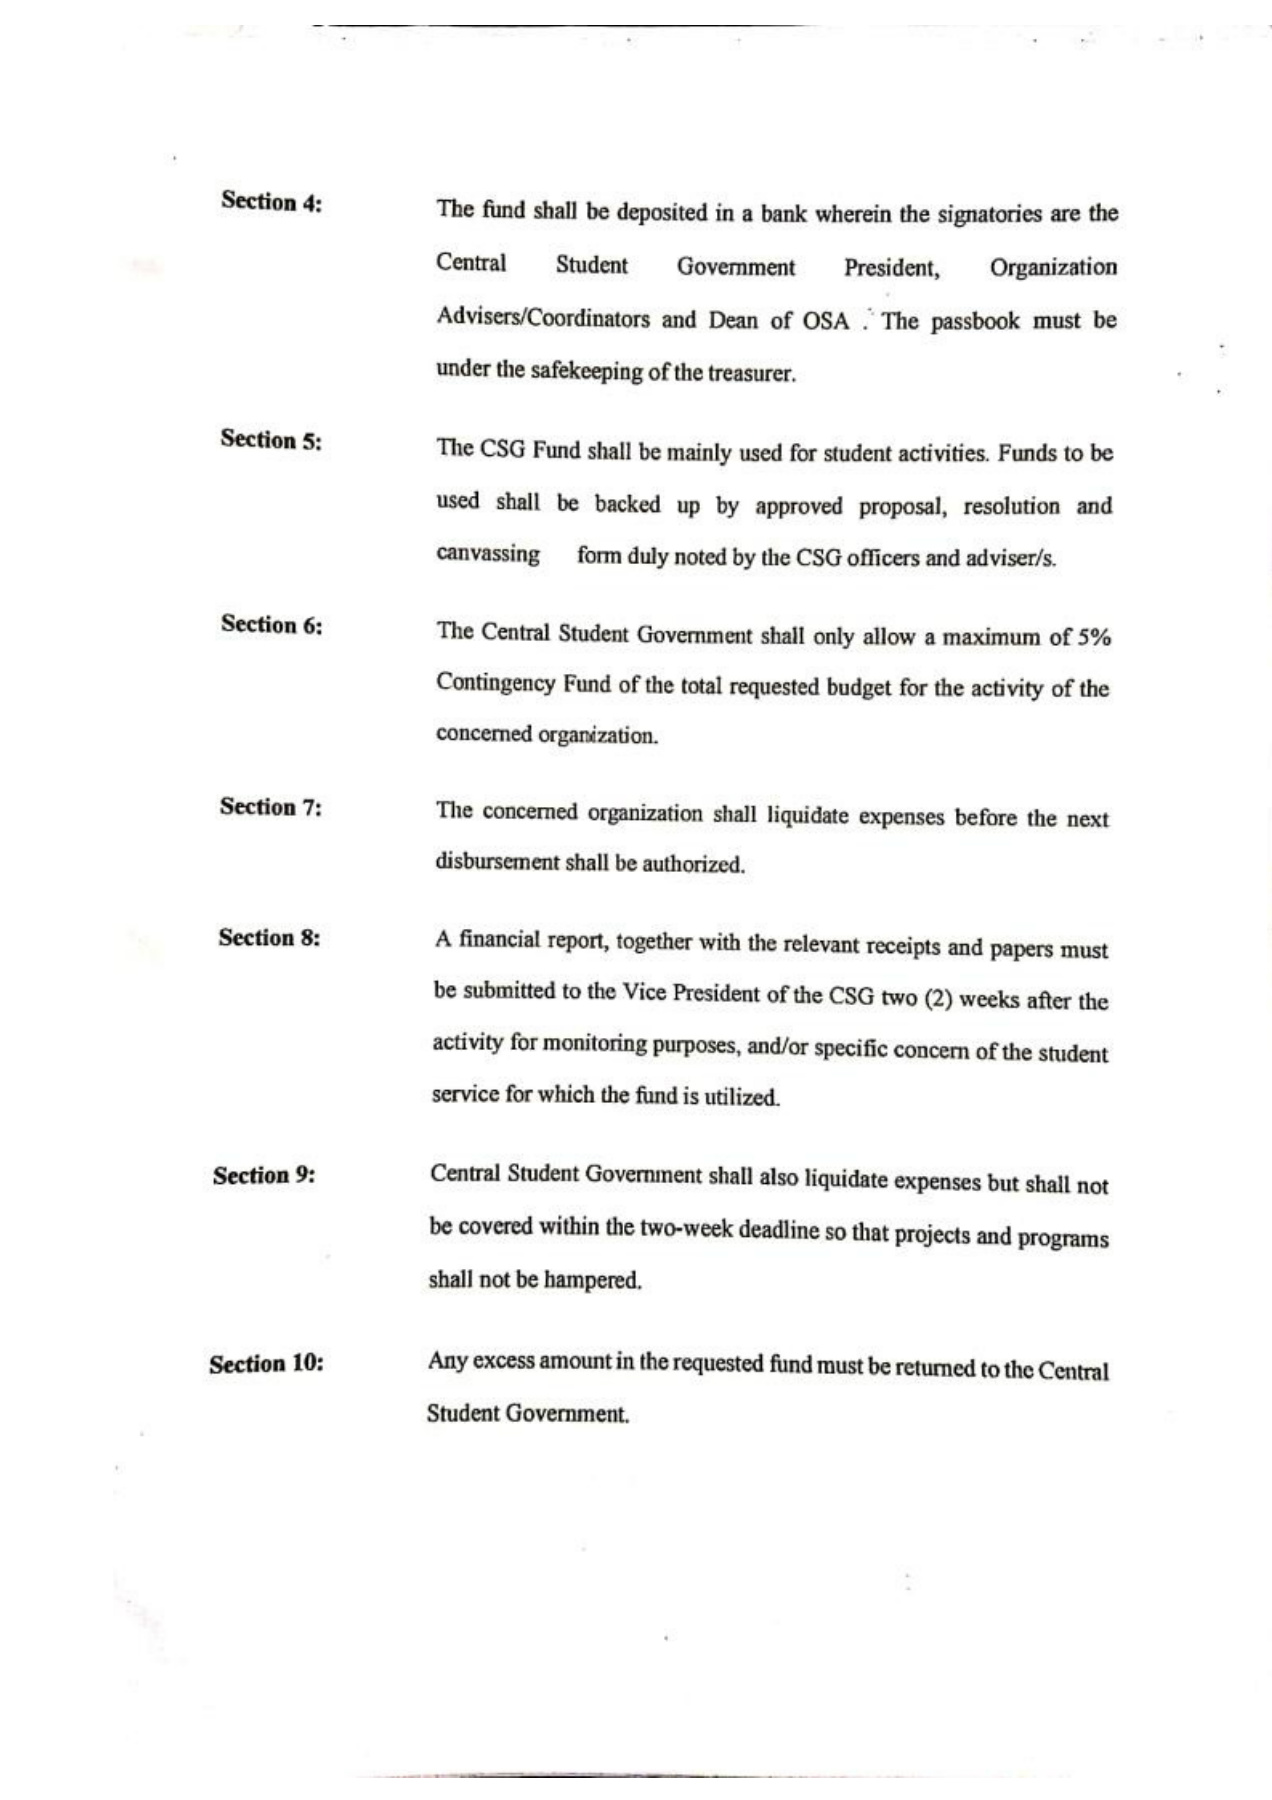 Section 4: The fund shall be deposited in a bank wherein the signatories are the
Central Student Government President, Organization
Advisers/Coordinators and Dean of OSA . The passbook must be
under the safekeeping of the treasurer.
Section 5: The CSG Fund shall be mainly used for student activities. Funds to be
used shall be backed up by approved proposal, resolution and
canvassing form duly noted by the CSG officers and adviser/s.
Section 6: The Central Student Government shall only allow a maximum of 5%
Contingency Fund of the total requested budget for the activity of the
concerned organization.
Section 7: The concerned organization shall liquidate expenses before the next
disbursement shall be authorized.
Section 8: A financial report, together with the relevant receipts and papers must
be submitted to the Vice President of the CSG two (2) weeks after the
activity for monitoring purposes, and/or specific concern of the student
service for which the fund is utilized.
Section 9: Central Student Government shall also liquidate expenses but shall not
be covered within the two-week deadline so that projects and programs
shall not be hampered.
Section 10: Any excess amount in the requested fund must be returned to the Central
Student Government.